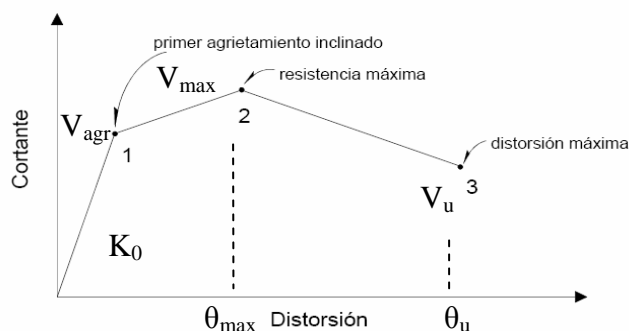 primer agrietamiento inclinado
V_max
resistencia máxima
V_agr
1
2
distorsión máxima
3
V_u
Cortante
K_0
θ_max
Distorsión
θ_u